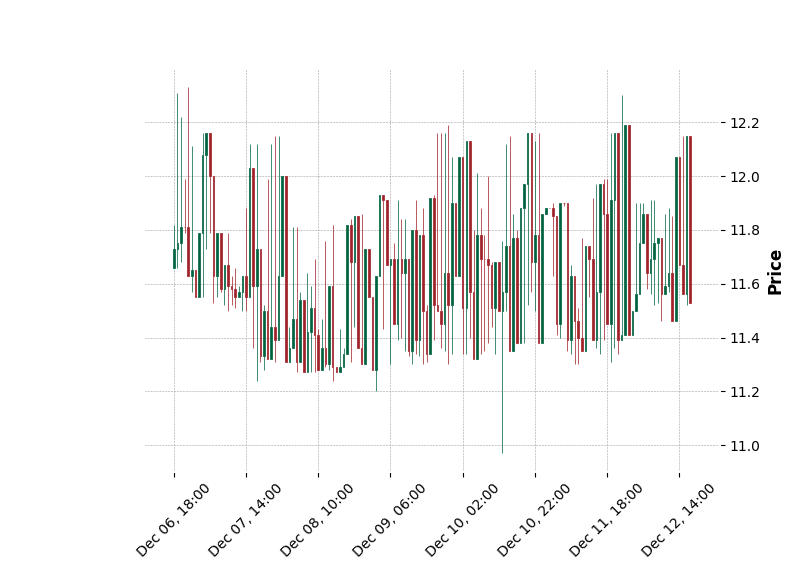 12.2
12.0
11.8
11.6
11.4
11.2
11.0
Price
Dec 06, 18:00
Dec 07, 14:00
Dec 08, 10:00
Dec 09, 06:00
Dec 10, 02:00
Dec 10, 22:00
Dec 11, 18:00
Dec 12, 14:00